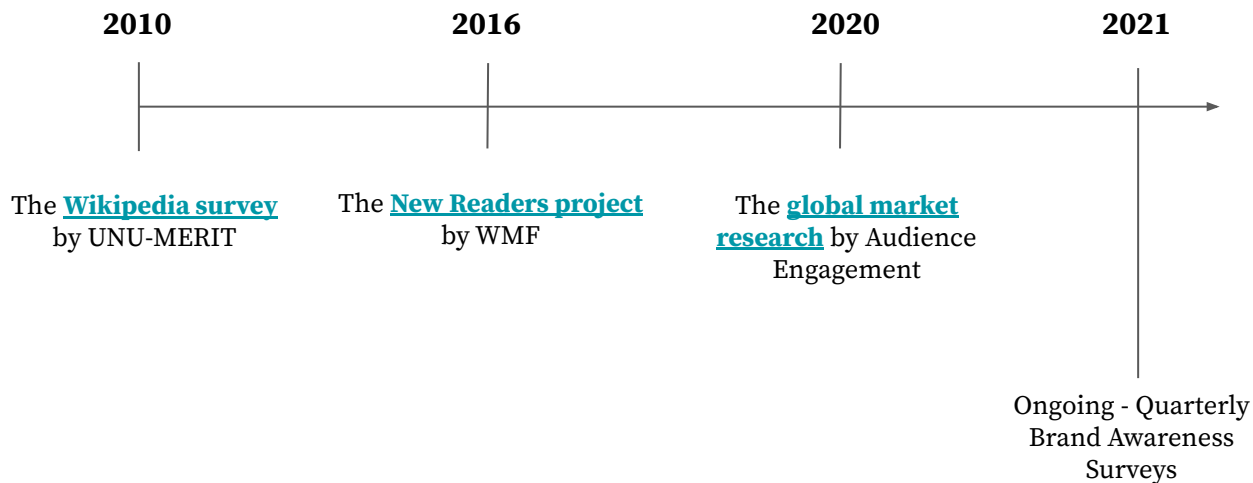 2010
2016
2020
2021
The Wikipedia survey
by UNU-MERIT
The New Readers project
by WMF
The global market
research by Audience
Engagement
Ongoing - Quarterly
Brand Awareness
Surveys